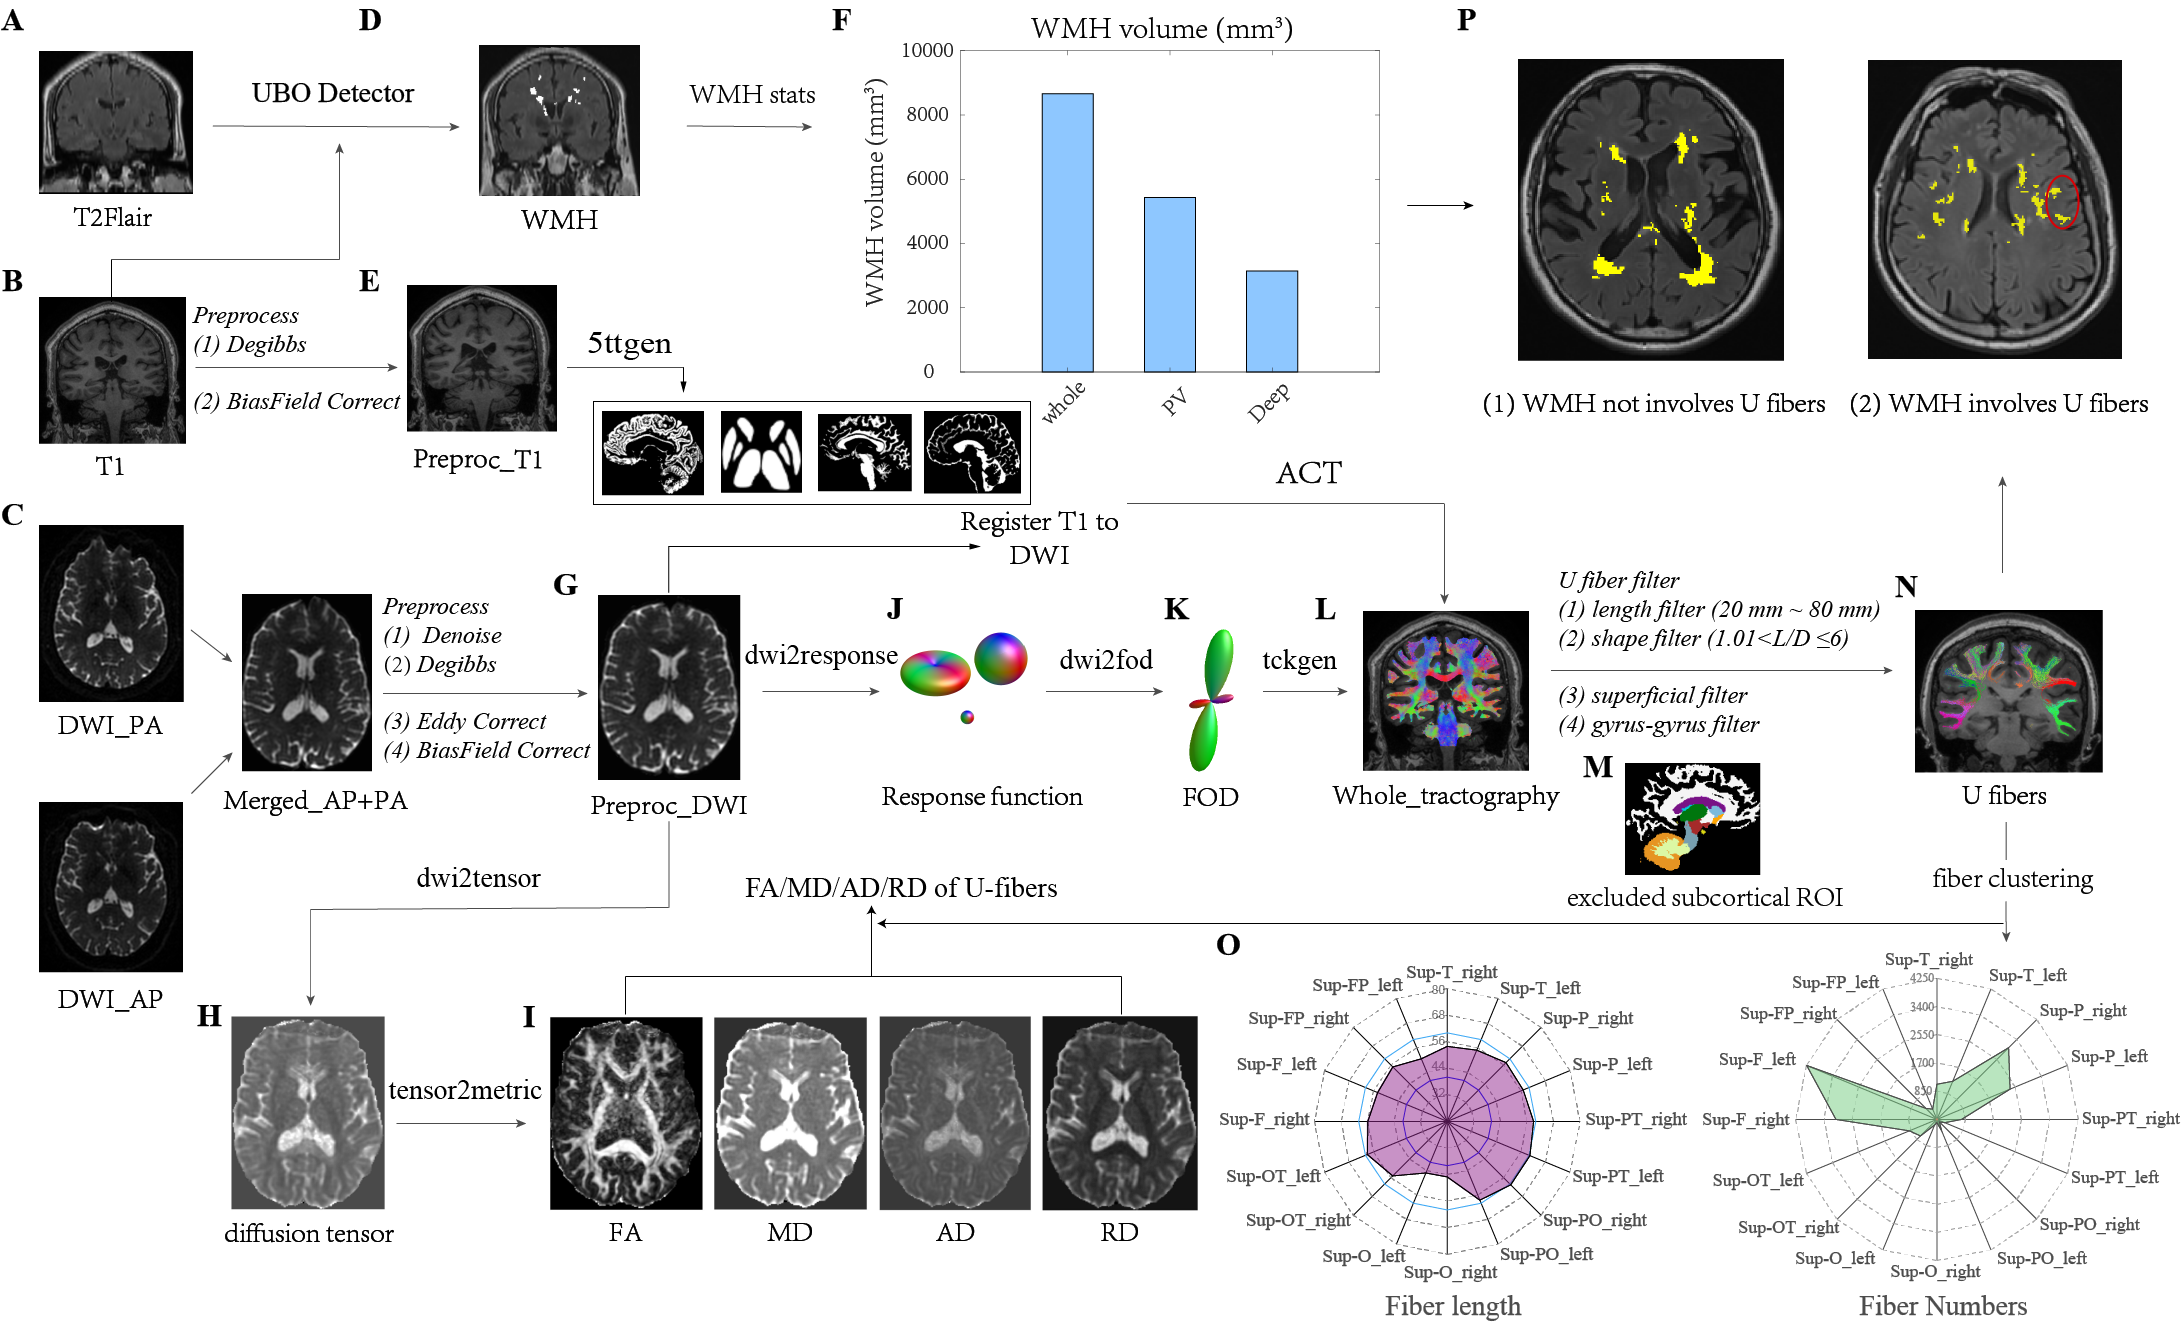 A
T2Flair
UBO Detector
D
WMH
WMH stats
F
WMH volume (mm³)
WMH volume (mm³)
10000
8000
6000
4000
2000
0
whole
PV
Deep
P
(1) WMH not involves U fibers
(2) WMH involves U fibers
B
T1
Preprocess
(1) Degibbs
(2) BiasField Correct
E
Preproc_T1
5ttgen
Register T1 to
DWI
ACT
C
DWI_PA
DWI_AP
Merged_AP+PA
Preprocess
(1) Denoise
(2) Degibbs
(3) Eddy Correct
(4) BiasField Correct
G
Preproc_DWI
dwi2response
J
Response function
dwi2fod
K
FOD
tckgen
L
Whole_tractography
U fiber filter
(1) length filter (20 mm ~ 80 mm)
(2) shape filter (1.01<L/D ≤6)
(3) superficial filter
(4) gyrus-gyrus filter
M
excluded subcortical ROI
N
U fibers
fiber clustering
dwi2tensor
FA/MD/AD/RD of U-fibers
H
diffusion tensor
tensor2metric
I
FA
MD
AD
RD
O
Sup-T_right
Sup-T_left
Sup-P_right
Sup-P_left
Sup-PT_right
Sup-PT_left
Sup-PO_right
Sup-PO_left
Sup-O_right
Sup-O_left
Sup-OT_right
Sup-OT_left
Sup-F_right
Sup-F_left
Sup-FP_right
Sup-FP_left
80
68
56
44
32
Fiber length
Sup-T_right
Sup-T_left
Sup-P_right
Sup-P_left
Sup-PT_right
Sup-PT_left
Sup-PO_right
Sup-PO_left
Sup-O_right
Sup-O_left
Sup-OT_right
Sup-OT_left
Sup-F_right
Sup-F_left
Sup-FP_right
Sup-FP_left
4250
3400
2550
1700
850
Fiber Numbers